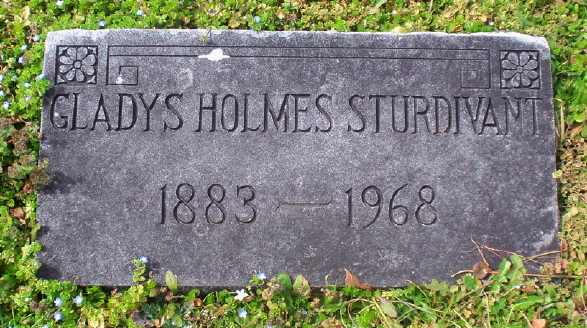 GLADYS HOLMES STURDIVANT
1883 — 1968